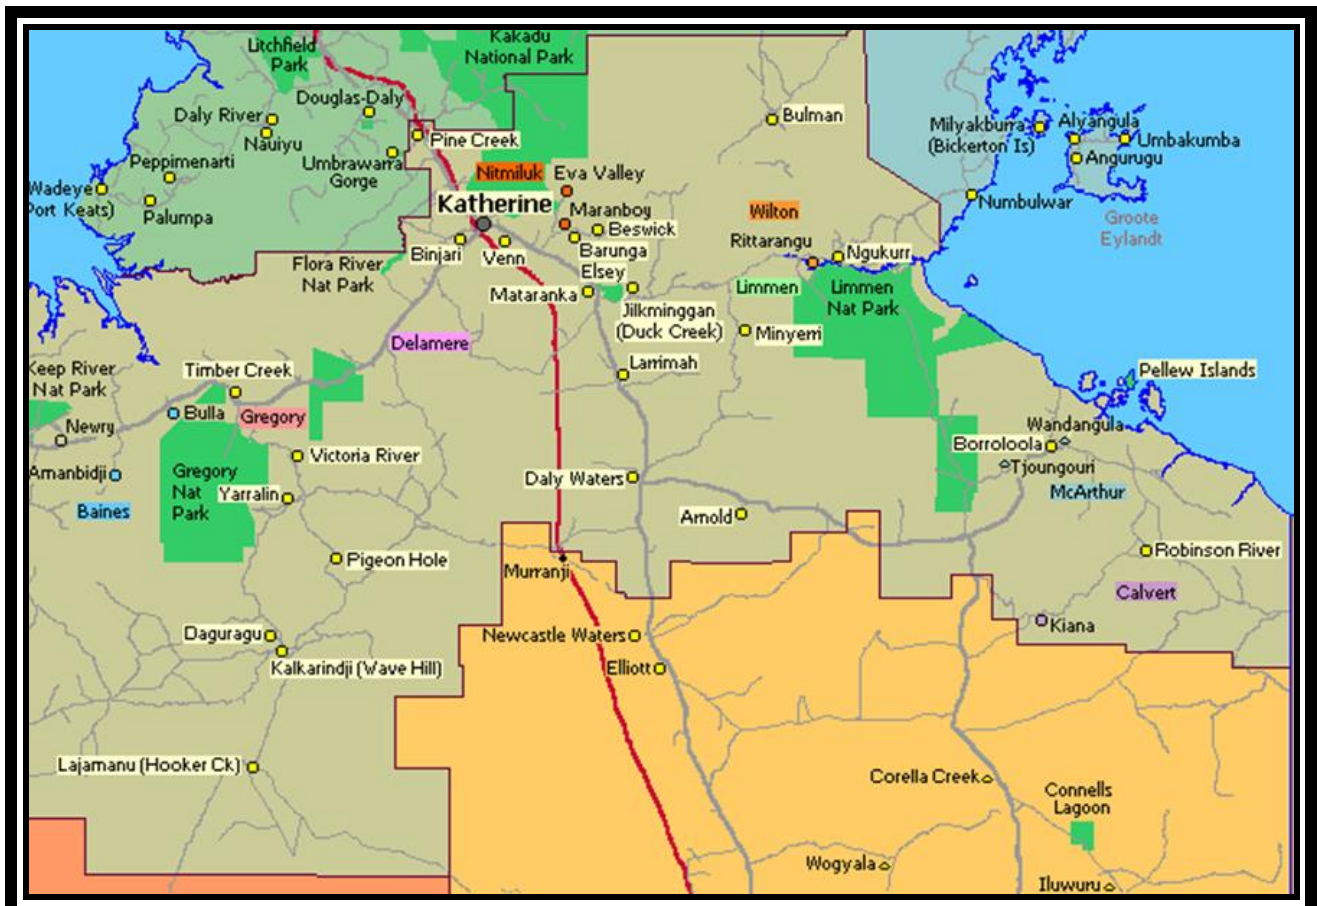 Kakadu
National Park
Litchfield
Park
Douglas-Daly
Daly River
Bulman
Milyakburra
(Bickerton Is)
Alyangula
Umbakumba
Nauiyu
Pine Creek
Angurugu
Peppimenarti
Umbrawarra
Gorge
Nitmiluk
Eva Valley
Wadeye
Port Keats)
Palumpa
Katherine
Maranboy
Wilton
Numbulwar
Groote
Eylandt
Beswick
Rittarangu
Binjari
Venn
Barunga
Ngukurr
Flora River
Nat Park
Elsey
Mataranka
Limmen
Limmen
Nat Park
Jilkminggan
(Duck Creek)
Minyerri
Delamere
Larrimah
Keep River
Nat Park
Timber Creek
Pellew Islands
Bulla
Gregory
Newry
Wandangula
Borroloola
Victoria River
Tjoungouri
Amanbidji
Gregory
Nat
Park
Yarralin
Daly Waters
McArthur
Baines
Arnold
Pigeon Hole
Murranji
Robinson River
Calvert
Kiana
Daguragu
Newcastle Waters
Kalkarindji (Wave Hill)
Elliott
Lajamanu (Hooker Ck)
Corella Creek
Connells
Lagoon
Wogyala
Iluwuru